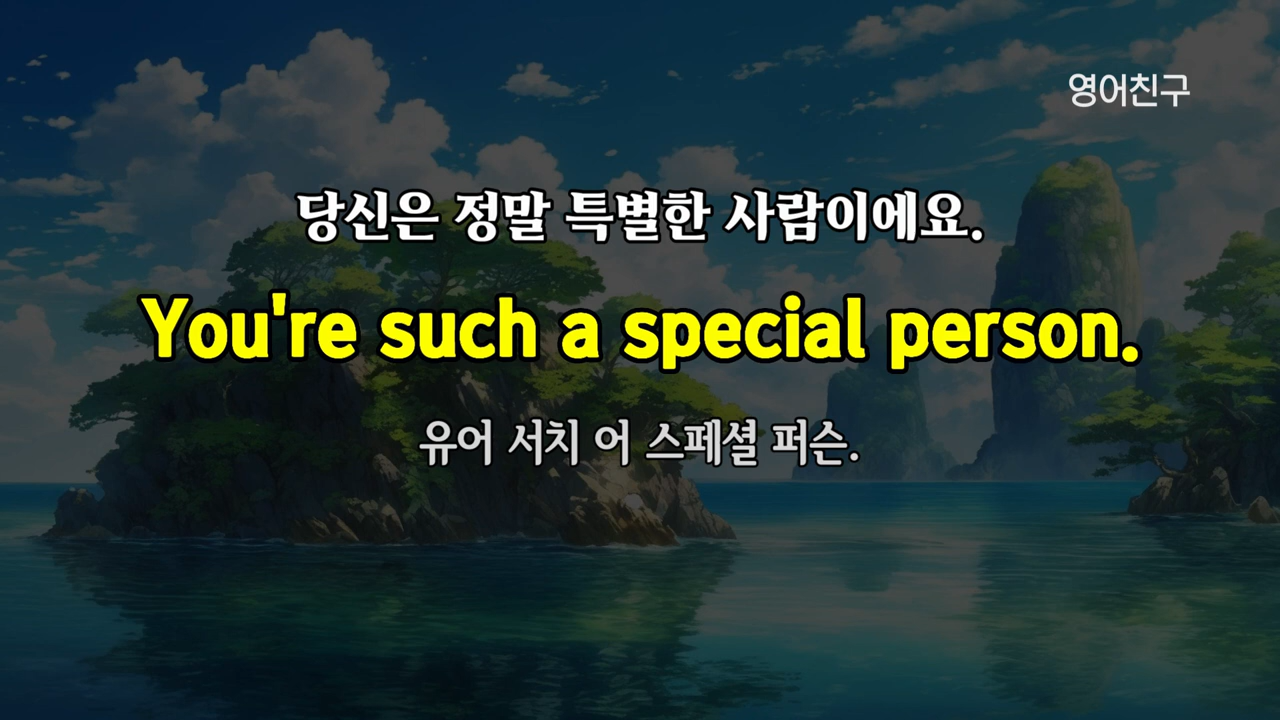 영어친구
당신은 정말 특별한 사람이에요.
You're such a special person.
유어 서치 어 스페셜 퍼슨.